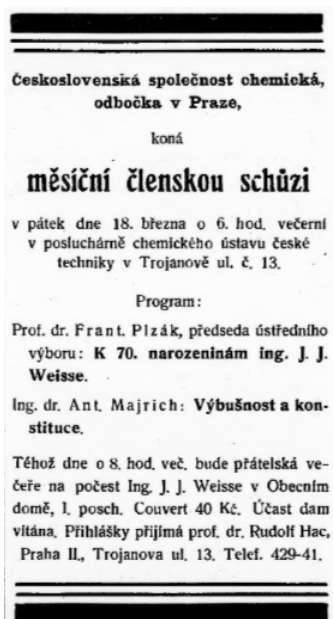 Československá společnost chemická,
odbočka v Praze,
koná
měsíční členskou schůzi
v pátek dne 18. března o 6. hod. večerní
v posluchárně chemického ústavu české
techniky v Trojanově ul. č. 13.
Program:
Prof. dr. Frant. Plzák, předseda ústředního
výboru: K 70. narozeninám ing. J. J.
Weisse.
Ing. dr. Ant. Majrich: Výbušnost a kon-
stituce.
Téhož dne o 8. hod. več. bude přátelská ve-
čeře na počest Ing. J. J. Weisse v Obecním
domě, I. posch. Couvert 40 Kč. Účast dam
vítána. Přihlášky přijímá prof. dr. Rudolf Hac,
Praha II., Trojanova ul. 13. Telef. 429-41.